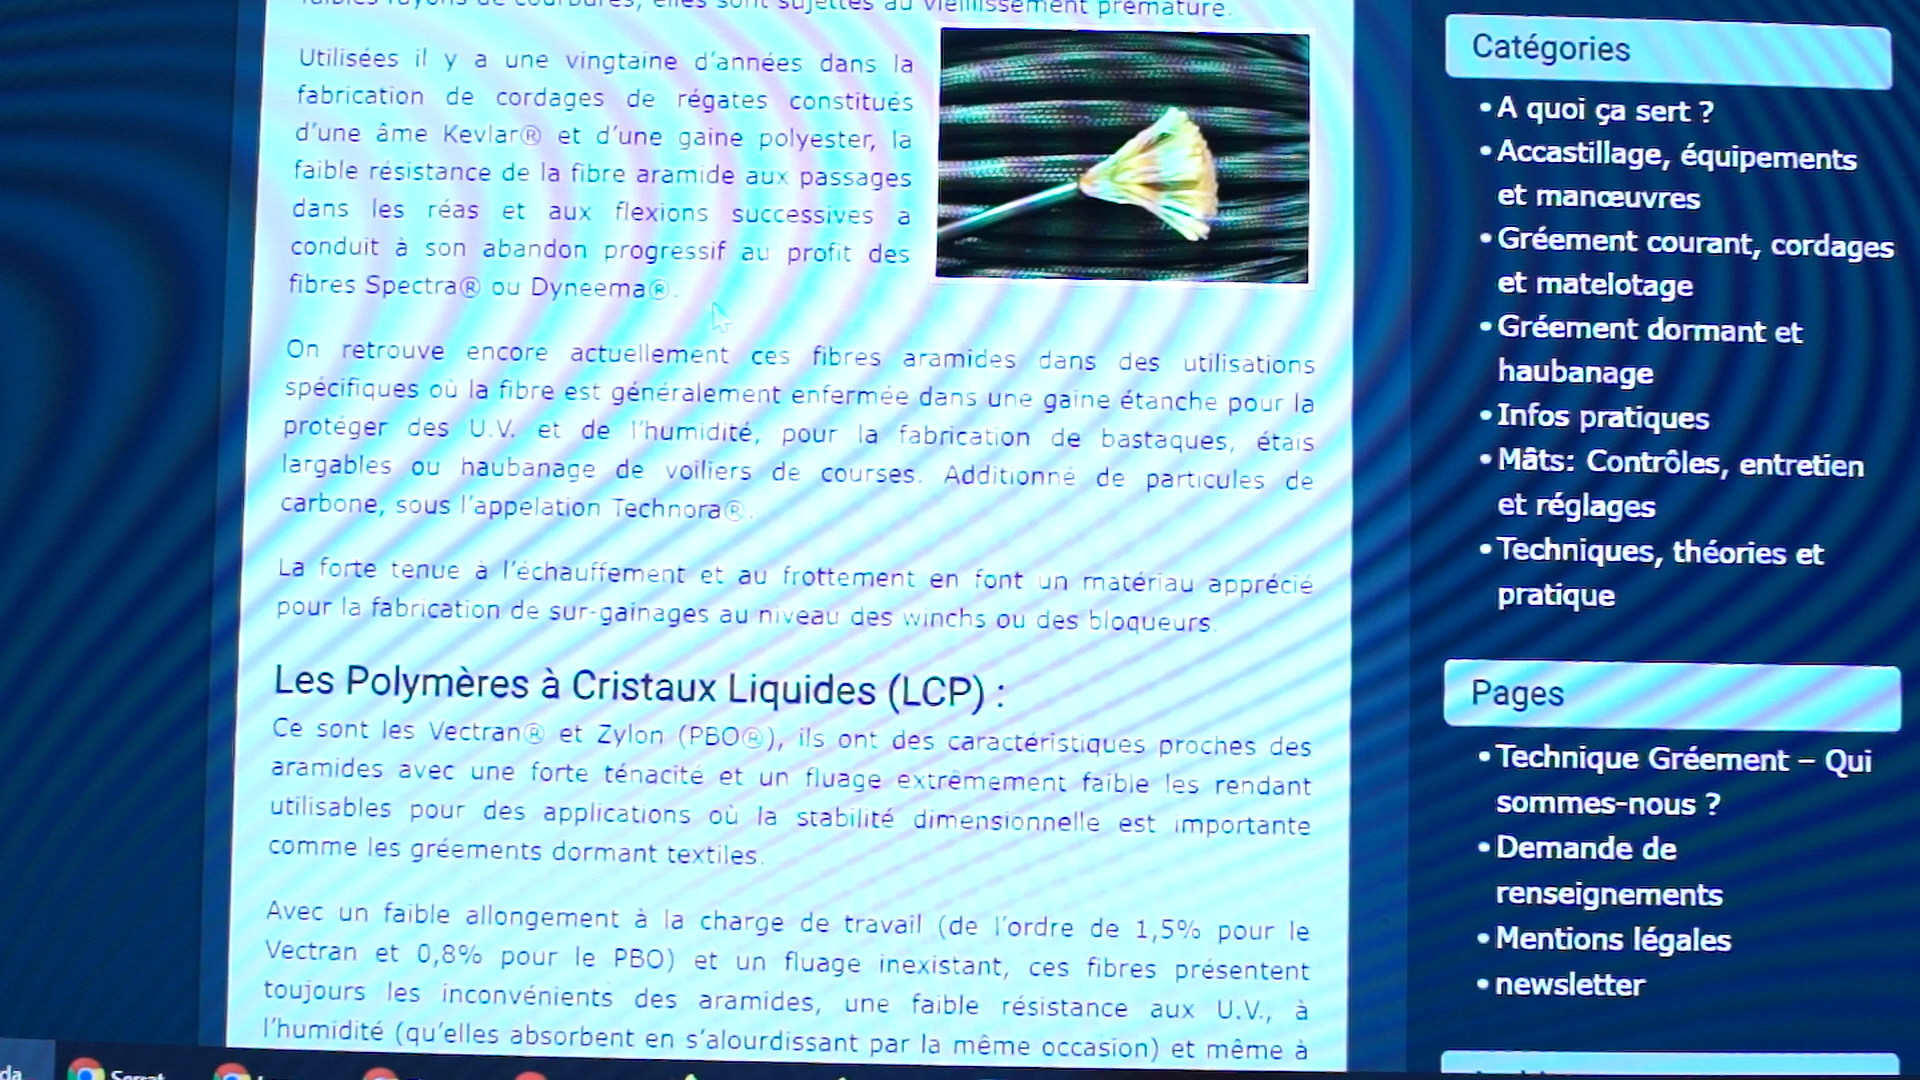 faibles rayons de courbures, elles sont sujettes au vieillissement prématuré.
Utilisées il y a une vingtaine d’années dans la
fabrication de cordages de régates constitués
d’une âme Kevlar® et d’une gaine polyester, la
faible résistance de la fibre aramide aux passages
dans les réas et aux flexions successives a
conduit à son abandon progressif au profit des
fibres Spectra® ou Dyneema®.
On retrouve encore actuellement ces fibres aramides dans des utilisations
spécifiques où la fibre est généralement enfermée dans une gaine étanche pour la
protéger des U.V. et de l’humidité, pour la fabrication de bastaques, étais
largables ou haubanage de voiliers de courses. Additionné de particules de
carbone, sous l’appelation Technora®.
La forte tenue à l’échauffement et au frottement en font un matériau apprécié
pour la fabrication de sur-gainages au niveau des winchs ou des bloqueurs.
Les Polymères à Cristaux Liquides (LCP) :
Ce sont les Vectran® et Zylon (PBO®), ils ont des caractéristiques proches des
aramides avec une forte ténacité et un fluage extrêmement faible les rendant
utilisables pour des applications où la stabilité dimensionnelle est importante
comme les gréements dormant textiles.
Avec un faible allongement à la charge de travail (de l’ordre de 1,5% pour le
Vectran et 0,8% pour le PBO) et un fluage inexistant, ces fibres présentent
toujours les inconvénients des aramides, une faible résistance aux U.V., à
l’humidité (qu’elles absorbent en s’alourdissant par la même occasion) et même à
Catégories
•A quoi ça sert ?
•Accastillage, équipements
et manœuvres
•Gréement courant, cordages
et matelotage
•Gréement dormant et
haubanage
•Infos pratiques
•Mâts: Contrôles, entretien
et réglages
•Techniques, théories et
pratique
Pages
•Technique Gréement – Qui
sommes-nous ?
•Demande de
renseignements
•Mentions légales
•newsletter